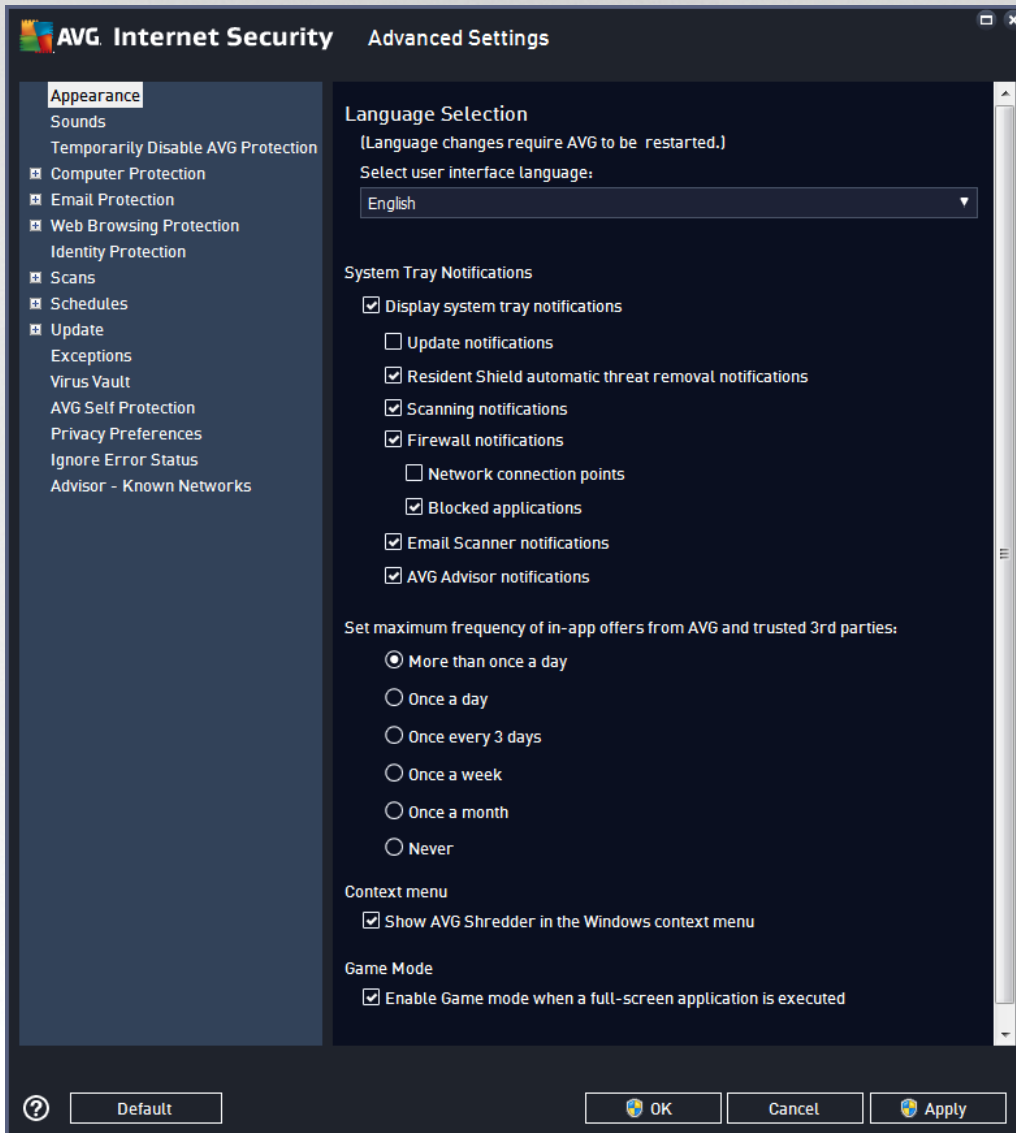 AVG. Internet Security Advanced Settings
Appearance
Sounds
Temporarily Disable AVG Protection
Computer Protection
Email Protection
Web Browsing Protection
Identity Protection
Scans
Schedules
Update
Exceptions
Virus Vault
AVG Self Protection
Privacy Preferences
Ignore Error Status
Advisor - Known Networks
Language Selection
(Language changes require AVG to be restarted.)
Select user interface language:
English
System Tray Notifications
Display system tray notifications
Update notifications
Resident Shield automatic threat removal notifications
Scanning notifications
Firewall notifications
Network connection points
Blocked applications
Email Scanner notifications
AVG Advisor notifications
Set maximum frequency of in-app offers from AVG and trusted 3rd parties:
More than once a day
Once a day
Once every 3 days
Once a week
Once a month
Never
Context menu
Show AVG Shredder in the Windows context menu
Game Mode
Enable Game mode when a full-screen application is executed
? Default OK Cancel Apply